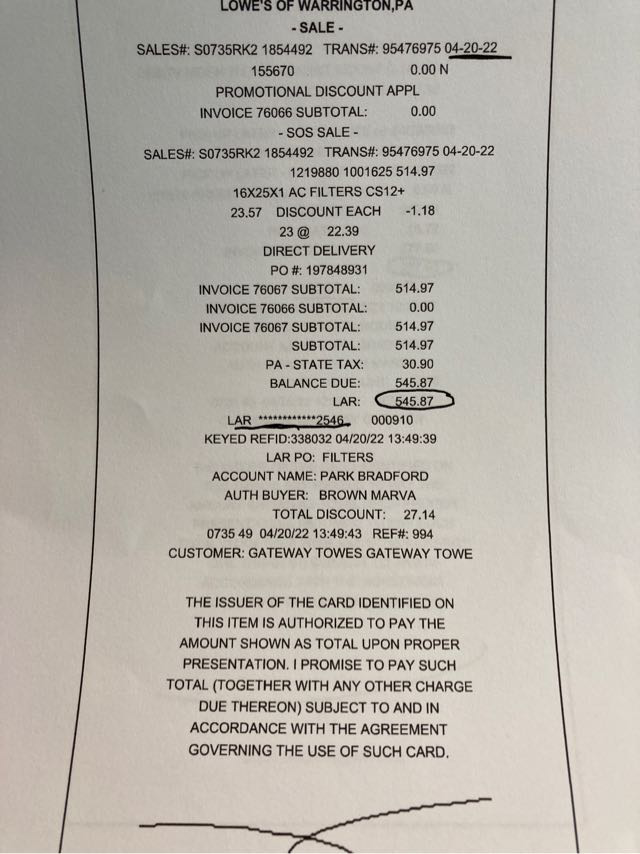 LOWE'S OF WARRINGTON,PA
- SALE -
SALES#: S0735RK2 1854492 TRANS#: 95476975 04-20-22
155670 0.00 N
PROMOTIONAL DISCOUNT APPL
INVOICE 76066 SUBTOTAL: 0.00
- SOS SALE -
SALES#: S0735RK2 1854492 TRANS#: 95476975 04-20-22
1219880 1001625 514.97
16X25X1 AC FILTERS CS12+
23.57 DISCOUNT EACH -1.18
23 @ 22.39
DIRECT DELIVERY
PO #: 197848931
INVOICE 76067 SUBTOTAL: 514.97
INVOICE 76066 SUBTOTAL: 0.00
INVOICE 76067 SUBTOTAL: 514.97
SUBTOTAL: 514.97
PA - STATE TAX: 30.90
BALANCE DUE: 545.87
LAR: 545.87
LAR ************2546 000910
KEYED REFID:338032 04/20/22 13:49:39
LAR PO: FILTERS
ACCOUNT NAME: PARK BRADFORD
AUTH BUYER: BROWN MARVA
TOTAL DISCOUNT: 27.14
0735 49 04/20/22 13:49:43 REF#: 994
CUSTOMER: GATEWAY TOWES GATEWAY TOWE
THE ISSUER OF THE CARD IDENTIFIED ON
THIS ITEM IS AUTHORIZED TO PAY THE
AMOUNT SHOWN AS TOTAL UPON PROPER
PRESENTATION. I PROMISE TO PAY SUCH
TOTAL (TOGETHER WITH ANY OTHER CHARGE
DUE THEREON) SUBJECT TO AND IN
ACCORDANCE WITH THE AGREEMENT
GOVERNING THE USE OF SUCH CARD.